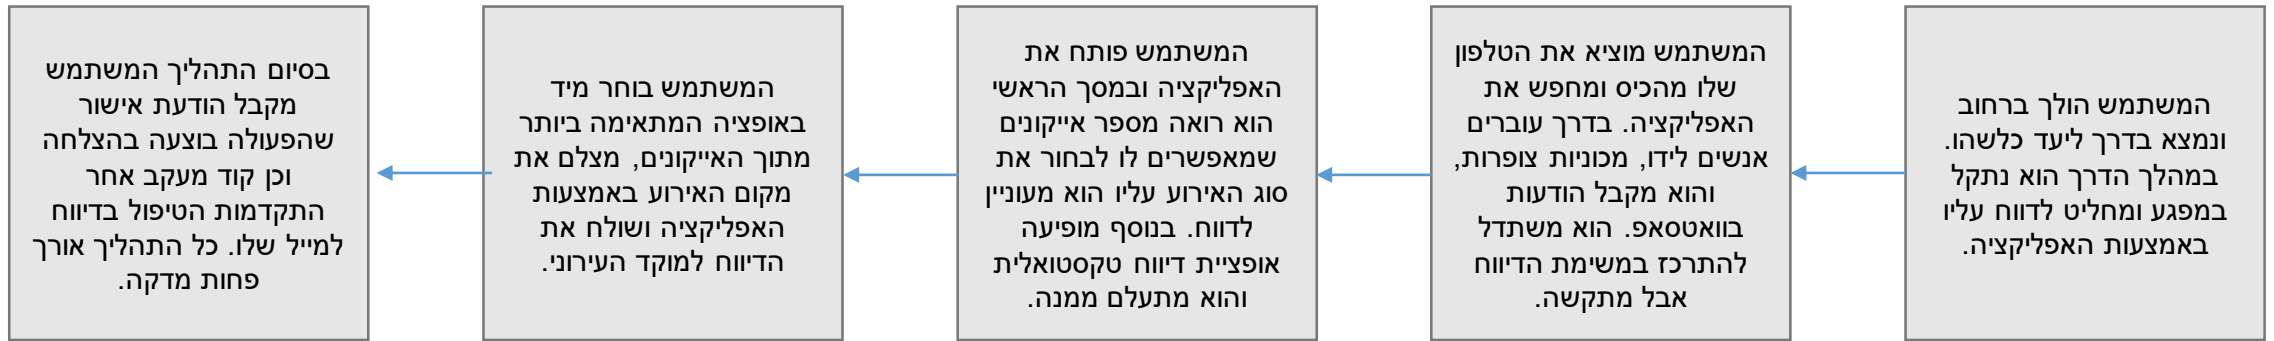 המשתמש הולך ברחוב
ונמצא בדרך ליעד כלשהו.
במהלך הדרך הוא נתקל
במפגע ומחליט לדווח עליו
באמצעות האפליקציה.
המשתמש מוציא את הטלפון
שלו מהכיס ומחפש את
האפליקציה. בדרך עוברים
אנשים לידו, מכוניות צופרות,
והוא מקבל הודעות
בוואטסאפ. הוא משתדל
להתרכז במשימת הדיווח
אבל מתקשה.
המשתמש פותח את
האפליקציה ובמסך הראשי
הוא רואה מספר אייקונים
שמאפשרים לו לבחור את
סוג האירוע עליו הוא מעוניין
לדווח. בנוסף מופיעה
אופציית דיווח טקסטואלית
והוא מתעלם ממנה.
המשתמש בוחר מיד
באופציה המתאימה ביותר
מתוך האייקונים, מצלם את
מקום האירוע באמצעות
האפליקציה ושולח את
הדיווח למוקד העירוני.
בסיום התהליך המשתמש
מקבל הודעת אישור
שהפעולה בוצעה בהצלחה
וכן קוד מעקב אחר
התקדמות הטיפול בדיווח
למייל שלו. כל התהליך אורך
פחות מדקה.